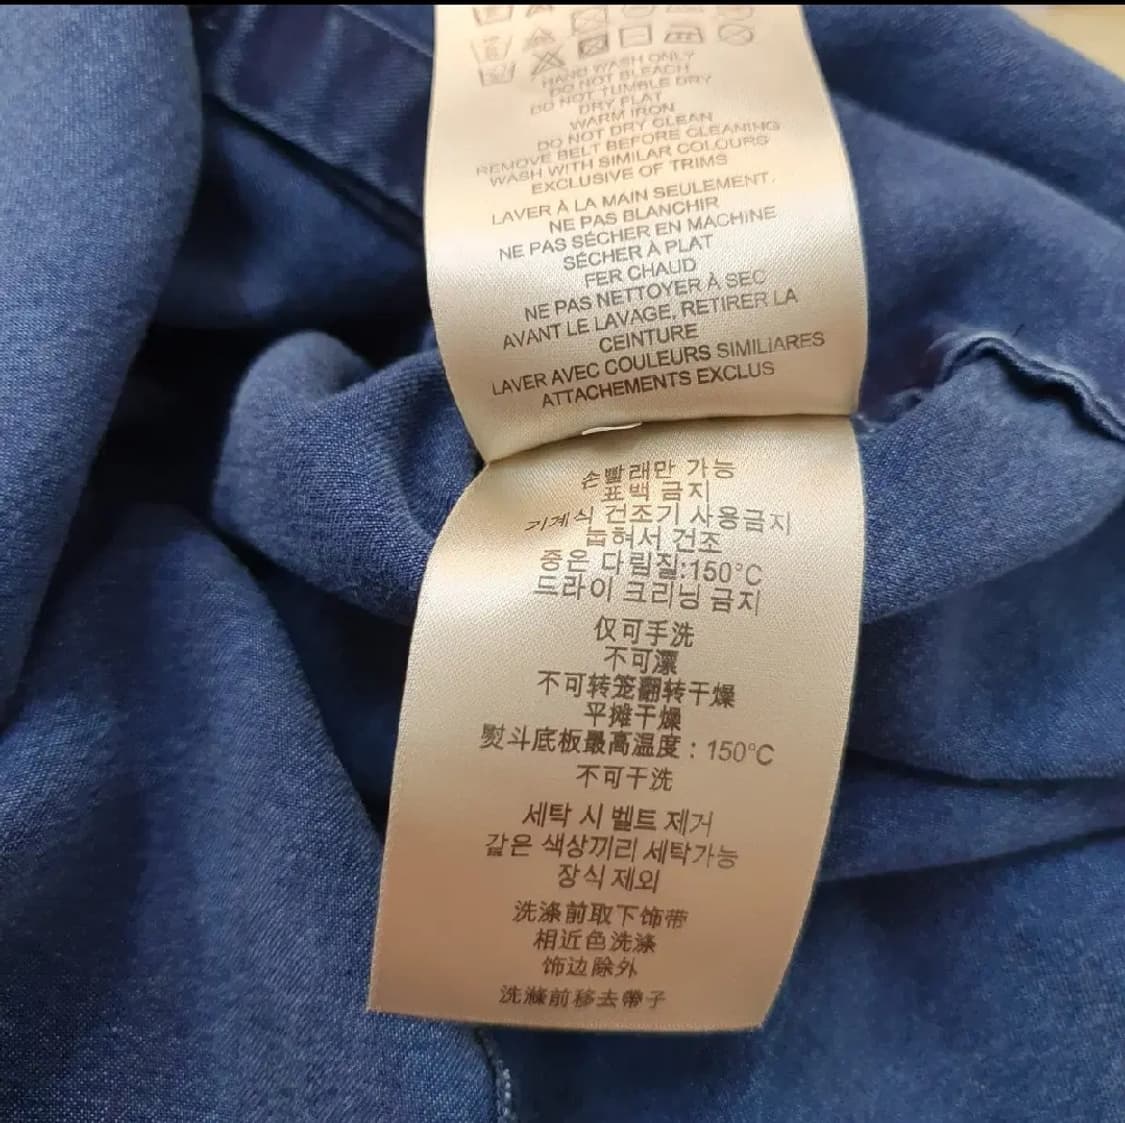 HAND WASH ONLY
DO NOT BLEACH
DO NOT TUMBLE DRY
DRY FLAT
WARM IRON
DO NOT DRY CLEAN
REMOVE BELT BEFORE CLEANING
WASH WITH SIMILAR COLOURS
EXCLUSIVE OF TRIMS
LAVER À LA MAIN SEULEMENT.
NE PAS BLANCHIR
NE PAS SÉCHER EN MACHINE
SÉCHER À PLAT
FER CHAUD
NE PAS NETTOYER À SEC
AVANT LE LAVAGE, RETIRER LA
CEINTURE
LAVER AVEC COULEURS SIMILIARES
ATTACHEMENTS EXCLUS
손빨래만 가능
표백 금지
기계식 건조기 사용금지
눕혀서 건조
중은 다림질:150°C
드라이 크리닝 금지
仅可手洗
不可漂
不可转笼翻转干燥
平摊干燥
熨斗底板最高温度：150°C
不可干洗
세탁 시 벨트 제거
같은 색상끼리 세탁가능
장식 제외
洗涤前取下饰带
相近色洗涤
饰边除外
洗滌前移去帶子